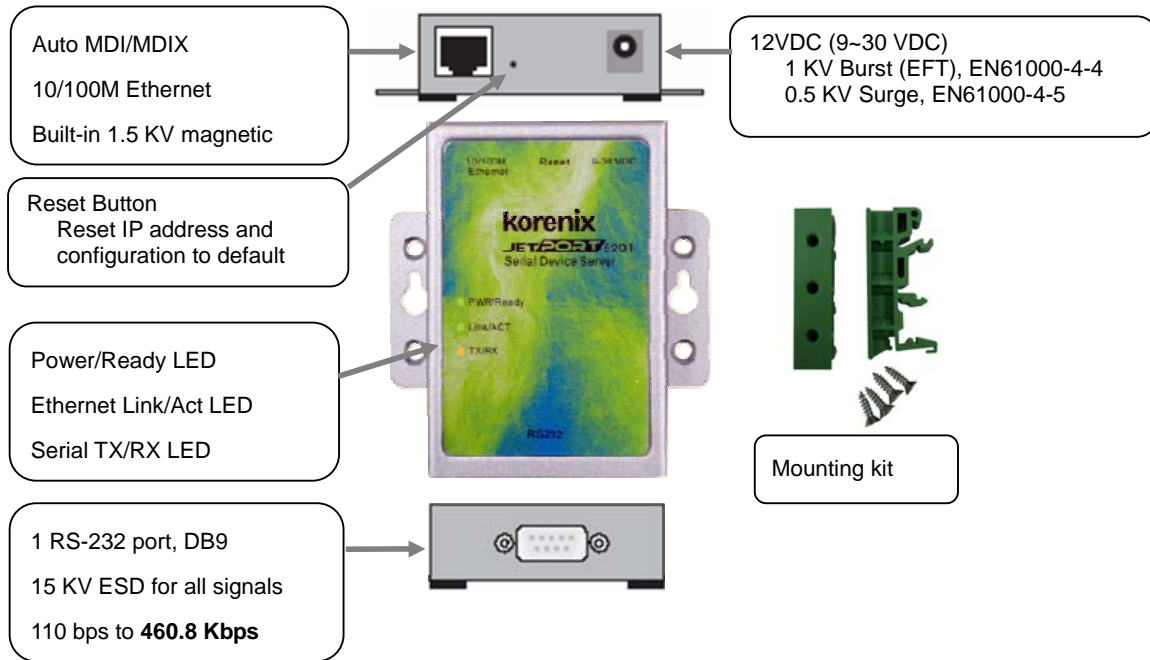 Auto MDI/MDIX
10/100M Ethernet
Built-in 1.5 KV magnetic
12VDC (9~30 VDC)
1 KV Burst (EFT), EN61000-4-4
0.5 KV Surge, EN61000-4-5
Reset Button
Reset IP address and
configuration to default
10/100M Reset 9-30 VDC
Ethernet
korenix
JETPORT 5201
Serial Device Server
PWR/Ready
Link/ACT
TX/RX
RS232
Power/Ready LED
Ethernet Link/Act LED
Serial TX/RX LED
Mounting kit
1 RS-232 port, DB9
15 KV ESD for all signals
110 bps to 460.8 Kbps